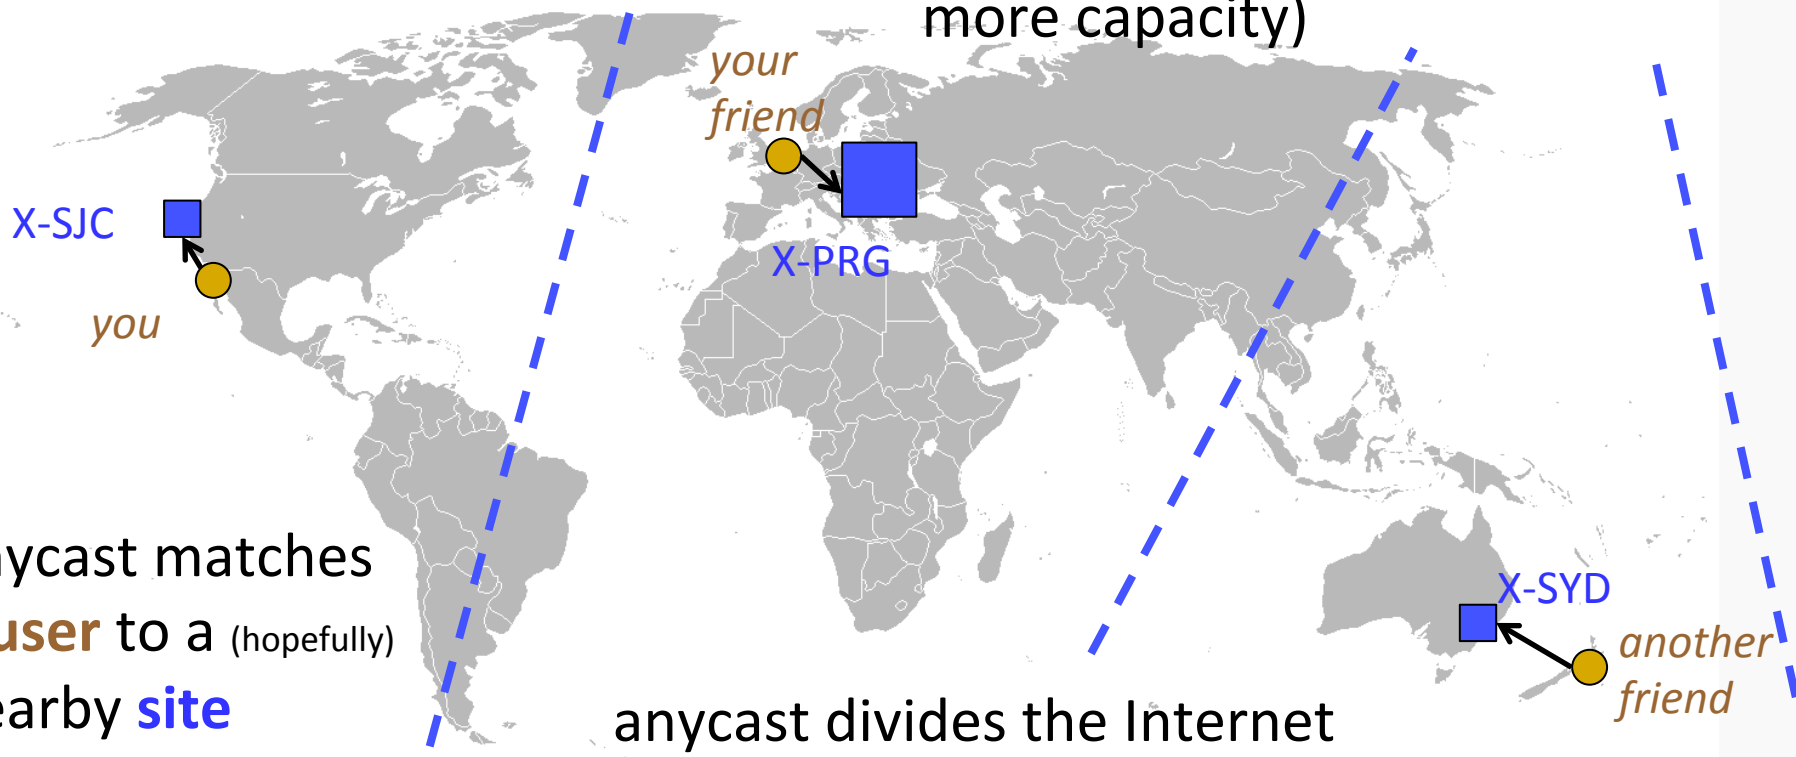 more capacity)
your
friend
X-SJC
X-PRG
you
nycast matches
user to a (hopefully)
earby site
X-SYD
another
friend
anycast divides the Internet